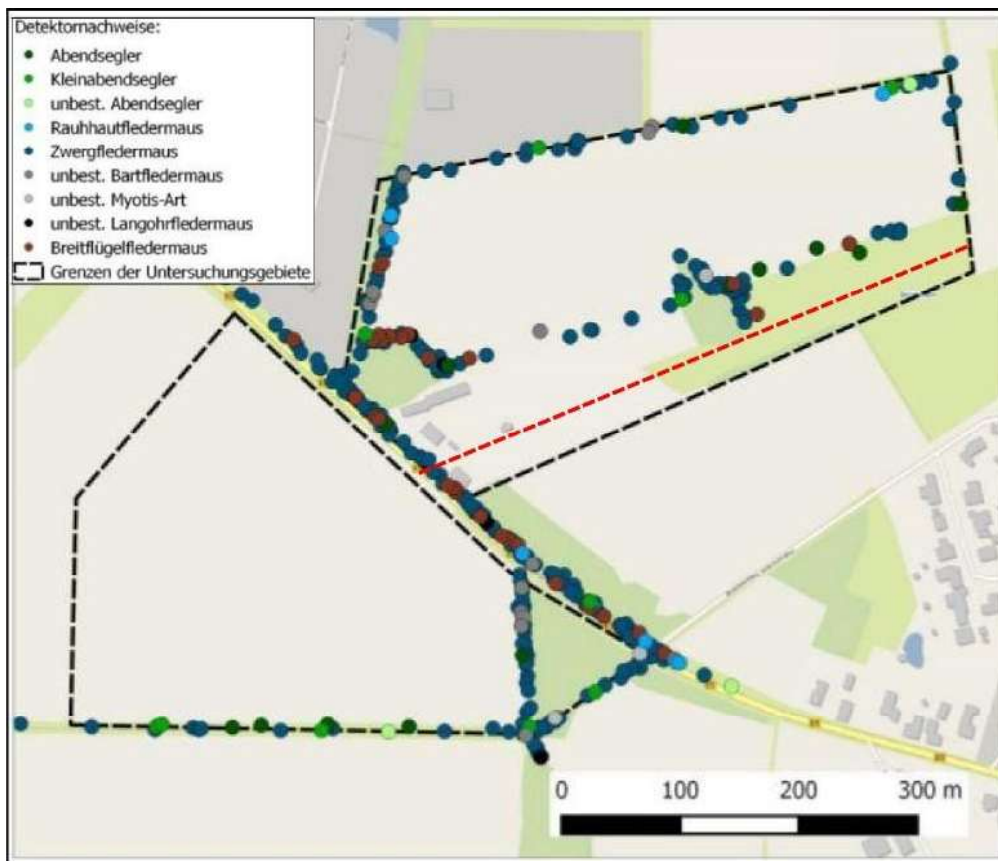 Detektornachweise:
Abendsegler
Kleinabendsegler
unbest. Abendsegler
Rauhhautfledermaus
Zwergfledermaus
unbest. Bartfledermaus
unbest. Myotis-Art
unbest. Langohrfledermaus
Breitflügelfledermaus
Grenzen der Untersuchungsgebiete
0 100 200 300 m